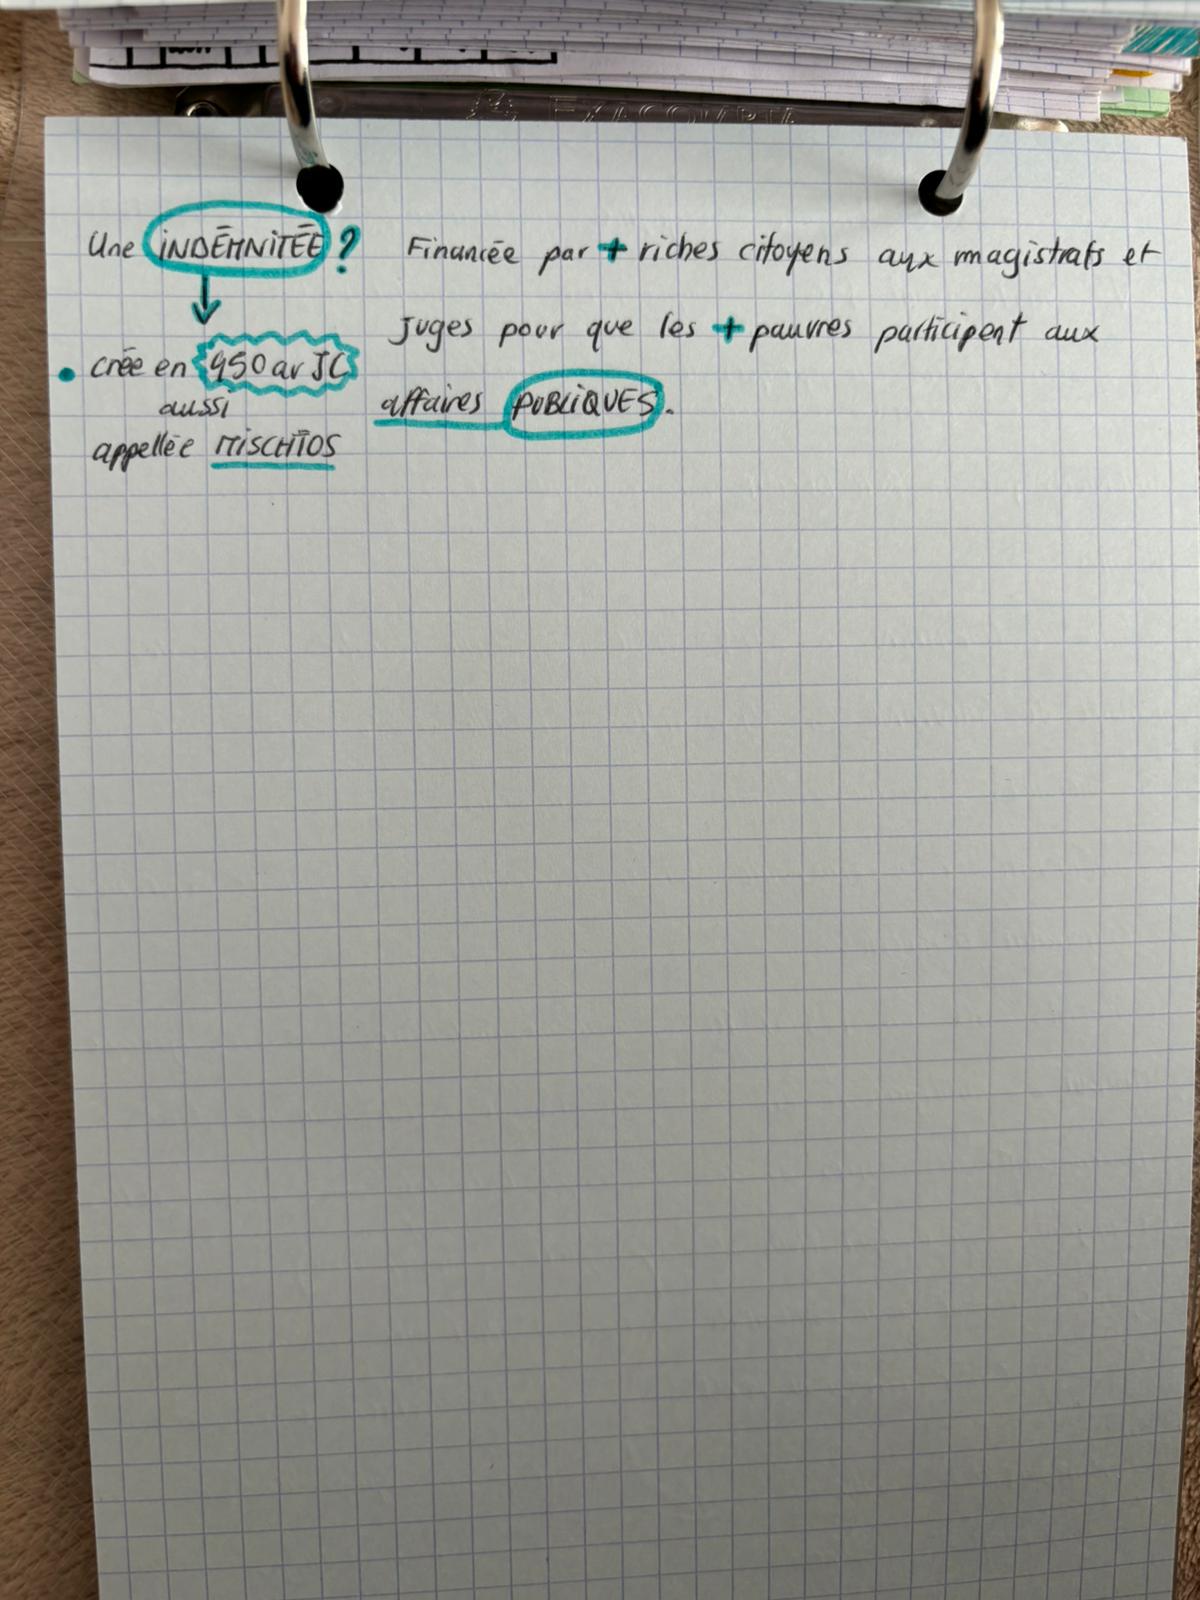 EXACOMPTA
Une iNDÉMNiTÉE ? Financée par + riches citoyens aux magistrats et
Juges pour que les + pauvres participent aux
• crée en 450 av JC affaires PUBLiQUES.
aussi
appellée MiSCHTOS